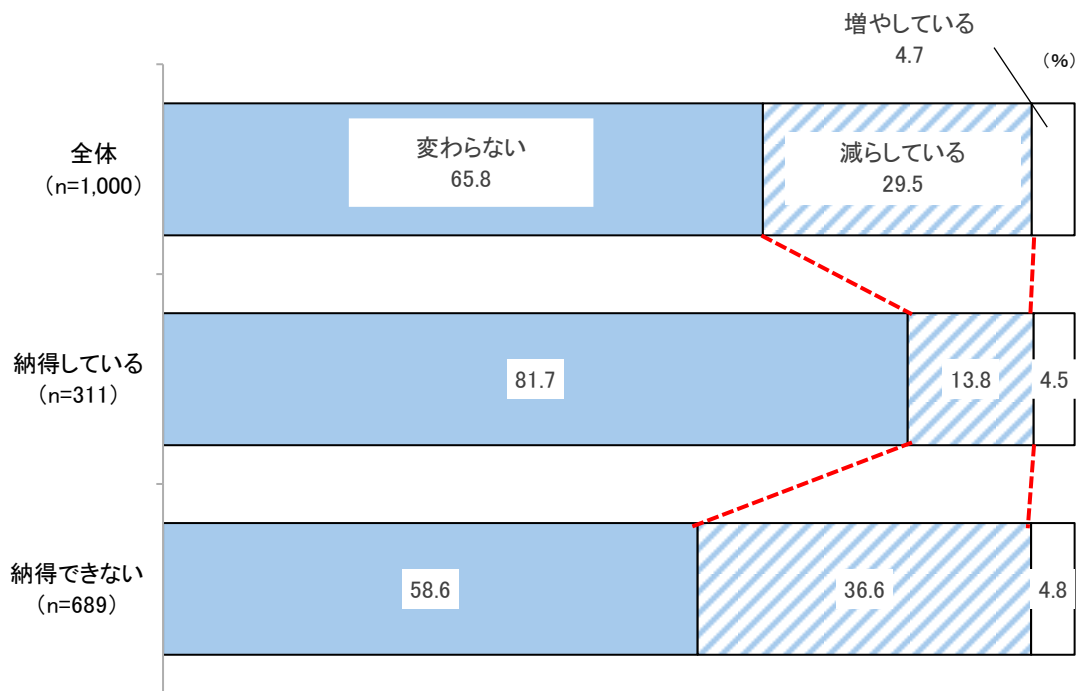 増やしている
4.7
（%）
全体
（n=1,000）
変わらない
65.8
減らしている
29.5
納得している
（n=311）
81.7
13.8
4.5
納得できない
（n=689）
58.6
36.6
4.8